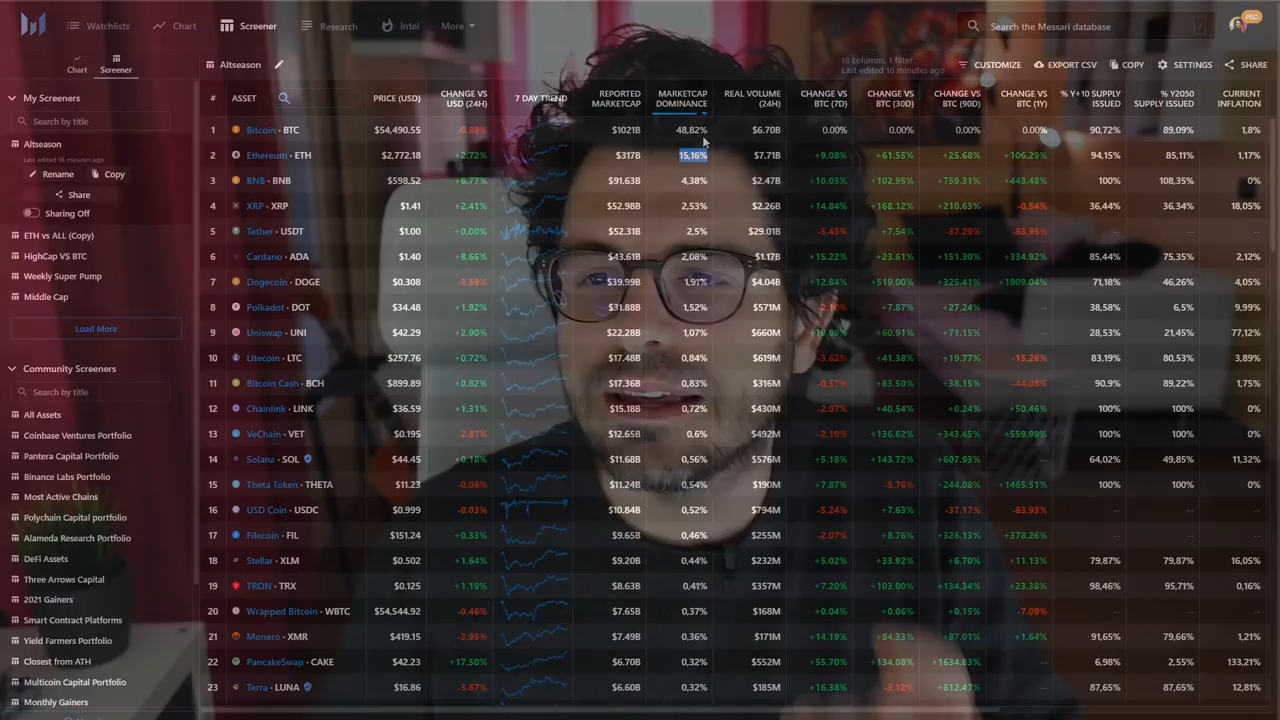 Watchlists Chart Screener Research Intel More Search the Messari database / PRO
Chart Screener
Altseason 18 columns, 1 filter Last edited 16 minutes ago CUSTOMIZE EXPORT CSV COPY SETTINGS SHARE
My Screeners
Search by title
Altseason
Last edited 16 minutes ago
Rename Copy
Share
Sharing Off
ETH vs ALL (Copy)
HighCap VS BTC
Weekly Super Pump
Middle Cap
Load More
Community Screeners
Search by title
All Assets
Coinbase Ventures Portfolio
Pantera Capital Portfolio
Binance Labs Portfolio
Most Active Chains
Polychain Capital portfolio
Alameda Research Portfolio
DeFi Assets
Three Arrows Capital
2021 Gainers
Smart Contract Platforms
Yield Farmers Portfolio
Closest from ATH
Multicoin Capital Portfolio
Monthly Gainers
# ASSET PRICE (USD) CHANGE VS USD (24H) 7 DAY TREND REPORTED MARKETCAP MARKETCAP DOMINANCE REAL VOLUME (24H) CHANGE VS BTC (7D) CHANGE VS BTC (30D) CHANGE VS BTC (90D) CHANGE VS BTC (1Y) % Y+10 SUPPLY ISSUED % Y2050 SUPPLY ISSUED CURRENT INFLATION
1 Bitcoin · BTC $54,490.55 -0.88% $1021B 48,82% $6.70B 0.00% 0.00% 0.00% 0.00% 90,72% 89,09% 1,8%
2 Ethereum · ETH $2,772.18 +2.72% $317B 15,16% $7.71B +9,08% +61,55% +25.68% +106.29% 94,15% 85,11% 1,17%
3 BNB · BNB $598.52 +6.77% $91.63B 4,38% $2.47B +10.05% +102.95% +759.31% +443.48% 100% 108,35% 0%
4 XRP · XRP $1.41 +2.41% $52.98B 2,53% $2.26B +14.84% +168.12% +210.63% -0.54% 36,44% 36,34% 18,05%
5 Tether · USDT $1.00 +0.00% $52.31B 2,5% $29.01B -5.43% +7.54% -37.29% -83.95% -- -- --
6 Cardano · ADA $1.40 +8.66% $43.61B 2,08% $1.17B +15,22% +23.61% +151.30% +334.92% 85,44% 75,35% 2,12%
7 Dogecoin · DOGE $0.308 -3.59% $39.99B 1,91% $4.04B +12.84% +519.00% +325.41% +1909.04% 71,18% 46,26% 4,05%
8 Polkadot · DOT $34.48 +1.92% $31.88B 1,52% $571M -2.10% +7.87% +27.24% -- 38,58% 6,5% 9,99%
9 Uniswap · UNI $42.29 +2.90% $22.28B 1,07% $660M +60.91% +71.15% -- 28,53% 21,45% 77,12%
10 Litecoin · LTC $257.76 +0.72% $17.48B 0,84% $619M -3.62% +41.38% +19.77% -15.26% 83,19% 80,53% 3,89%
11 Bitcoin Cash · BCH $899.89 +0.82% $17.36B 0,83% $316M -0.57% +83.50% +38.15% -44.08% 90,9% 89,22% 1,75%
12 Chainlink · LINK $36.59 +1.31% $15.18B 0,72% $430M -2.07% +40.54% +0.24% +50.46% 100% 100% 0%
13 VeChain · VET $0.195 -2.87% $12.65B 0,6% $492M -2.10% +136.62% +343.45% +559.99% 100% 100% 0%
14 Solana · SOL $44.45 +0.18% $11.68B 0,56% $576M +5.18% +143.72% +607.93% -- 64,02% 49,85% 11,32%
15 Theta Token · THETA $11.23 -0.06% $11.24B 0,54% $190M +7.87% -5.76% +244.08% +1465.51% 100% 100% 0%
16 USD Coin · USDC $0.999 -0.03% $10.84B 0,52% $794M -5.24% +7.63% -37.17% -83.93% -- -- --
17 Filecoin · FIL $151.24 +0.33% $9.65B 0,46% $255M -2.07% +8.76% +326.13% +378.26% -- -- --
18 Stellar · XLM $0.502 +1.64% $9.20B 0,44% $232M +5.02% +33.92% +6.70% +11.13% 79,87% 79,87% 16,05%
19 TRON · TRX $0.125 +1.19% $8.63B 0,41% $357M +7.20% +103.00% +134.34% +23.38% 98,46% 95,71% 0,16%
20 Wrapped Bitcoin · WBTC $54,544.92 -0.46% $7.65B 0,37% $168M +0.04% +0.06% +0.15% -7.09% -- -- --
21 Monero · XMR $419.15 -3.95% $7.49B 0,36% $171M +14.19% +84.33% +87.01% +1.64% 91,65% 79,66% 1,21%
22 PancakeSwap · CAKE $42.23 +17.50% $6.70B 0,32% $552M +55.70% +134.08% +1634.83% -- 6,98% 2,55% 133,21%
23 Terra · LUNA $16.86 -3.67% $6.60B 0,32% $185M +16.38% -3.12% +612.47% -- 87,65% 87,65% 12,81%